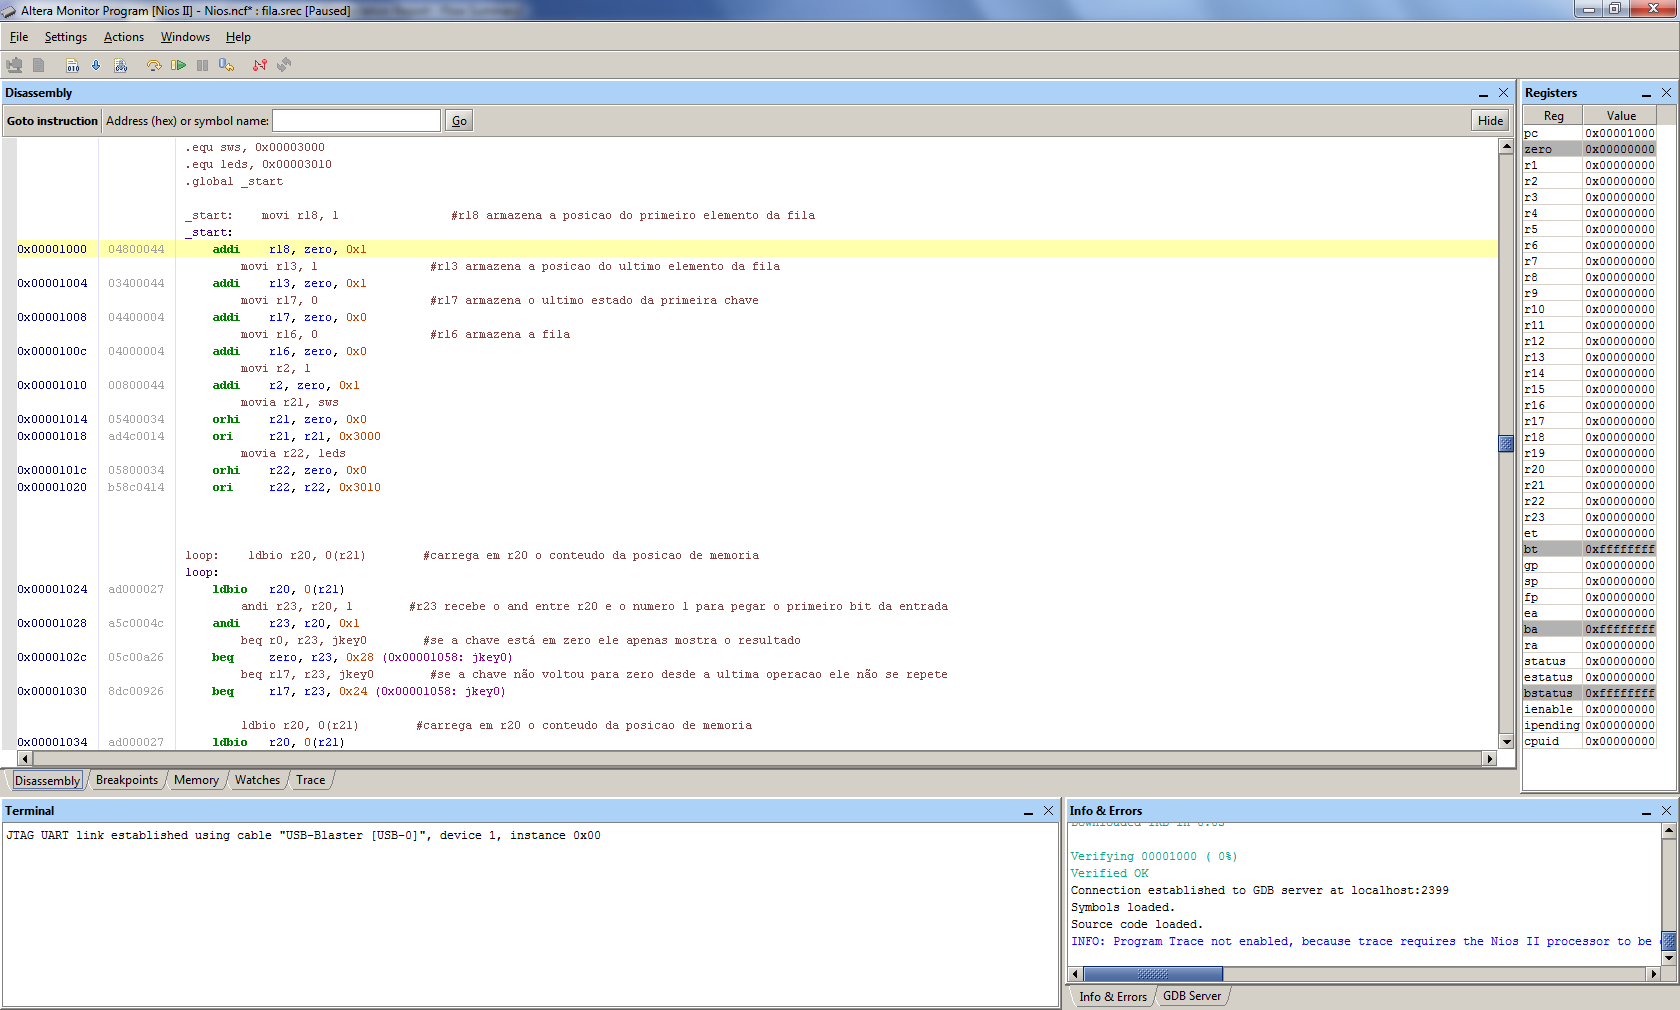 Altera Monitor Program [Nios II] - Nios.ncf* : fila.srec [Paused]
File Settings Actions Windows Help
Disassembly
Goto instruction Address (hex) or symbol name: Go Hide
.equ sws, 0x00003000
.equ leds, 0x00003010
.global _start
_start: movi r18, 1 #r18 armazena a posicao do primeiro elemento da fila
_start:
0x00001000 04800044 addi r18, zero, 0x1
movi r13, 1 #r13 armazena a posicao do ultimo elemento da fila
0x00001004 03400044 addi r13, zero, 0x1
movi r17, 0 #r17 armazena o ultimo estado da primeira chave
0x00001008 04400004 addi r17, zero, 0x0
movi r16, 0 #r16 armazena a fila
0x0000100c 04000004 addi r16, zero, 0x0
movi r2, 1
0x00001010 00800044 addi r2, zero, 0x1
movia r21, sws
0x00001014 05400034 orhi r21, zero, 0x0
0x00001018 ad4c0014 ori r21, r21, 0x3000
movia r22, leds
0x0000101c 05800034 orhi r22, zero, 0x0
0x00001020 b58c0414 ori r22, r22, 0x3010
loop: ldbio r20, 0(r21) #carrega em r20 o conteudo da posicao de memoria
loop:
0x00001024 ad000027 ldbio r20, 0(r21)
andi r23, r20, 1 #r23 recebe o and entre r20 e o numero 1 para pegar o primeiro bit da entrada
0x00001028 a5c0004c andi r23, r20, 0x1
beq r0, r23, jkey0 #se a chave está em zero ele apenas mostra o resultado
0x0000102c 05c00a26 beq zero, r23, 0x28 (0x00001058: jkey0)
beq r17, r23, jkey0 #se a chave não voltou para zero desde a ultima operacao ele não se repete
0x00001030 8dc00926 beq r17, r23, 0x24 (0x00001058: jkey0)
ldbio r20, 0(r21) #carrega em r20 o conteudo da posicao de memoria
0x00001034 ad000027 ldbio r20, 0(r21)
Disassembly Breakpoints Memory Watches Trace
Registers
Reg Value
pc 0x00001000
zero 0x00000000
r1 0x00000000
r2 0x00000000
r3 0x00000000
r4 0x00000000
r5 0x00000000
r6 0x00000000
r7 0x00000000
r8 0x00000000
r9 0x00000000
r10 0x00000000
r11 0x00000000
r12 0x00000000
r13 0x00000000
r14 0x00000000
r15 0x00000000
r16 0x00000000
r17 0x00000000
r18 0x00000000
r19 0x00000000
r20 0x00000000
r21 0x00000000
r22 0x00000000
r23 0x00000000
et 0x00000000
bt 0xffffffff
gp 0x00000000
sp 0x00000000
fp 0x00000000
ea 0x00000000
ba 0xffffffff
ra 0x00000000
status 0x00000000
estatus 0x00000000
bstatus 0xffffffff
ienable 0x00000000
ipending 0x00000000
cpuid 0x00000000
Terminal
JTAG UART link established using cable "USB-Blaster [USB-0]", device 1, instance 0x00
Info & Errors
Verifying 00001000 ( 0%)
Verified OK
Connection established to GDB server at localhost:2399
Symbols loaded.
Source code loaded.
INFO: Program Trace not enabled, because trace requires the Nios II processor to be
Info & Errors GDB Server